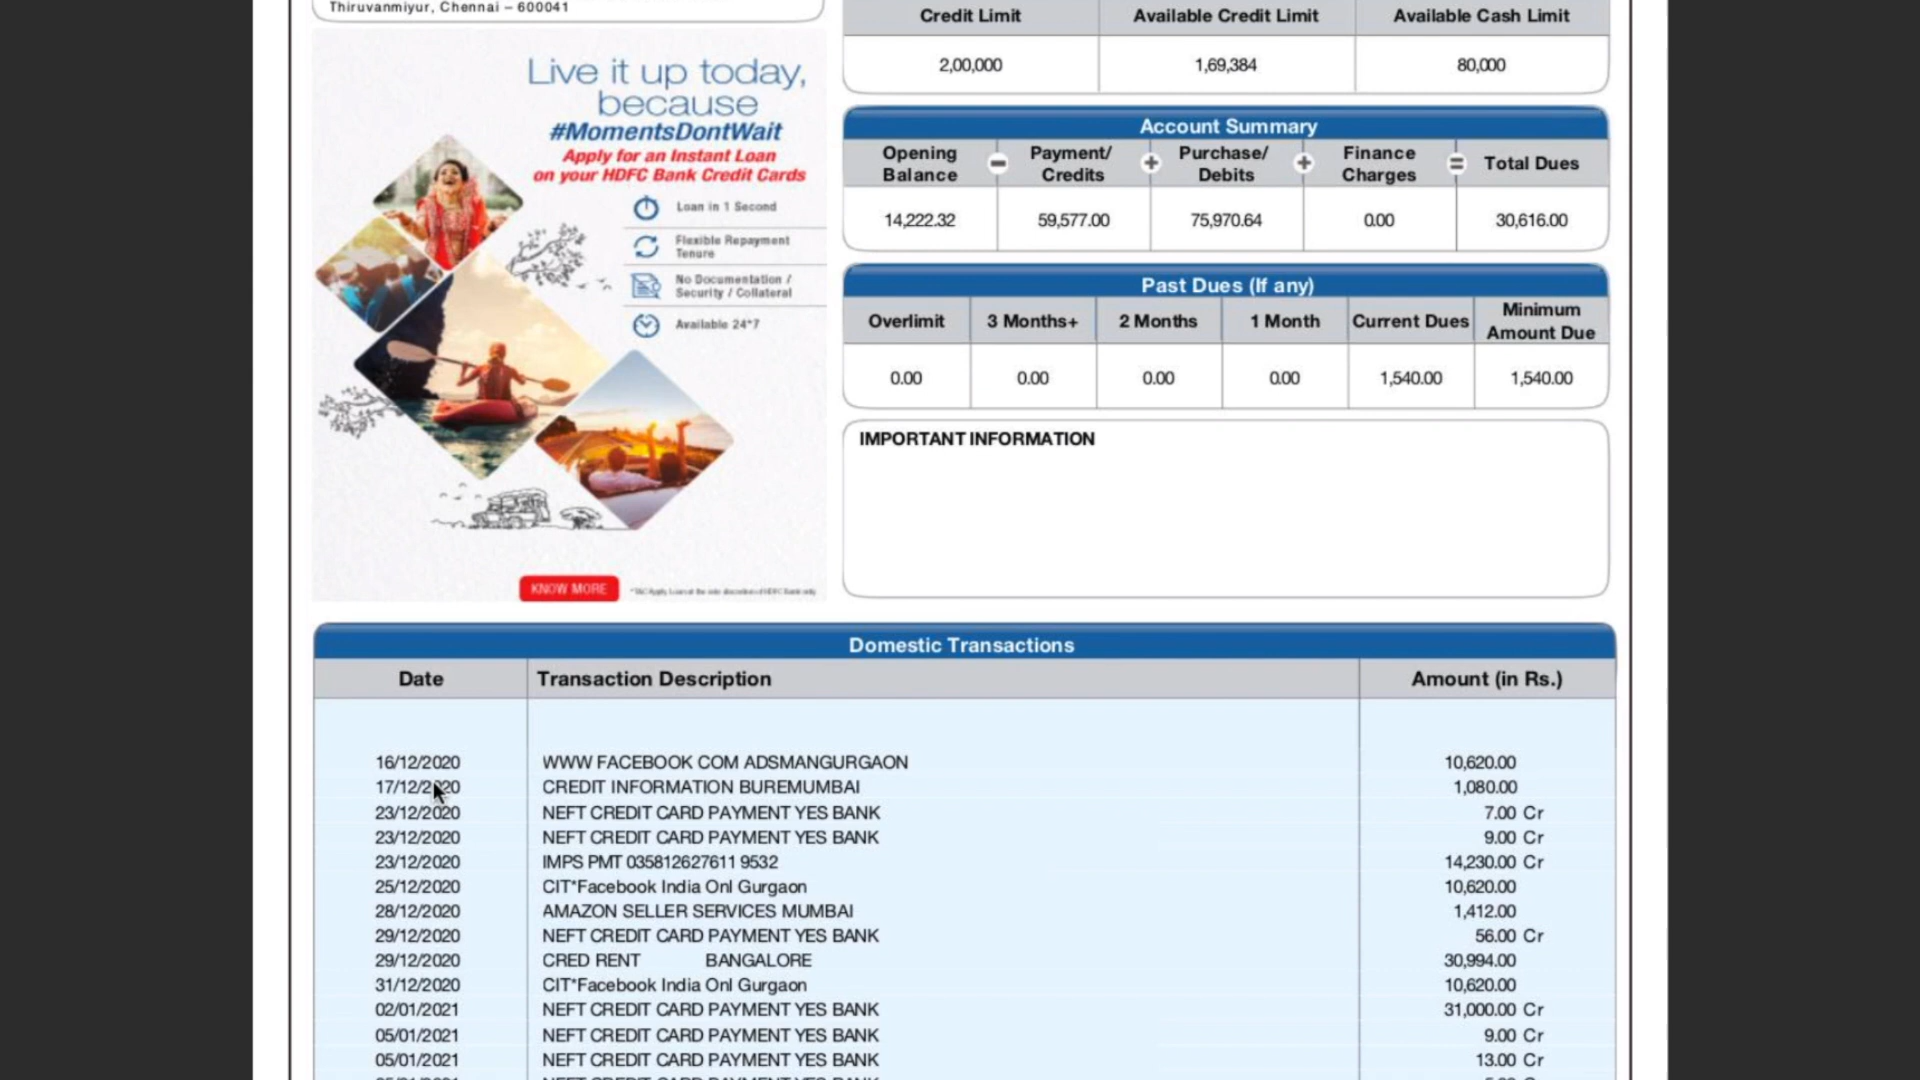 Thiruvanmiyur, Chennai – 600041
Live it up today,
because
#MomentsDontWait
Apply for an Instant Loan
on your HDFC Bank Credit Cards
Loan in 1 Second
Flexible Repayment
Tenure
No Documentation /
Security / Collateral
Available 24*7
KNOW MORE
Credit Limit Available Credit Limit Available Cash Limit
2,00,000 1,69,384 80,000
Account Summary
Opening Balance − Payment/ Credits + Purchase/ Debits + Finance Charges = Total Dues
14,222.32 59,577.00 75,970.64 0.00 30,616.00
Past Dues (If any)
Overlimit 3 Months+ 2 Months 1 Month Current Dues Minimum Amount Due
0.00 0.00 0.00 0.00 1,540.00 1,540.00
IMPORTANT INFORMATION
Domestic Transactions
Date Transaction Description Amount (in Rs.)
16/12/2020 WWW FACEBOOK COM ADSMANGURGAON 10,620.00
17/12/2020 CREDIT INFORMATION BUREMUMBAI 1,080.00
23/12/2020 NEFT CREDIT CARD PAYMENT YES BANK 7.00 Cr
23/12/2020 NEFT CREDIT CARD PAYMENT YES BANK 9.00 Cr
23/12/2020 IMPS PMT 035812627611 9532 14,230.00 Cr
25/12/2020 CIT*Facebook India Onl Gurgaon 10,620.00
28/12/2020 AMAZON SELLER SERVICES MUMBAI 1,412.00
29/12/2020 NEFT CREDIT CARD PAYMENT YES BANK 56.00 Cr
29/12/2020 CRED RENT BANGALORE 30,994.00
31/12/2020 CIT*Facebook India Onl Gurgaon 10,620.00
02/01/2021 NEFT CREDIT CARD PAYMENT YES BANK 31,000.00 Cr
05/01/2021 NEFT CREDIT CARD PAYMENT YES BANK 9.00 Cr
05/01/2021 NEFT CREDIT CARD PAYMENT YES BANK 13.00 Cr